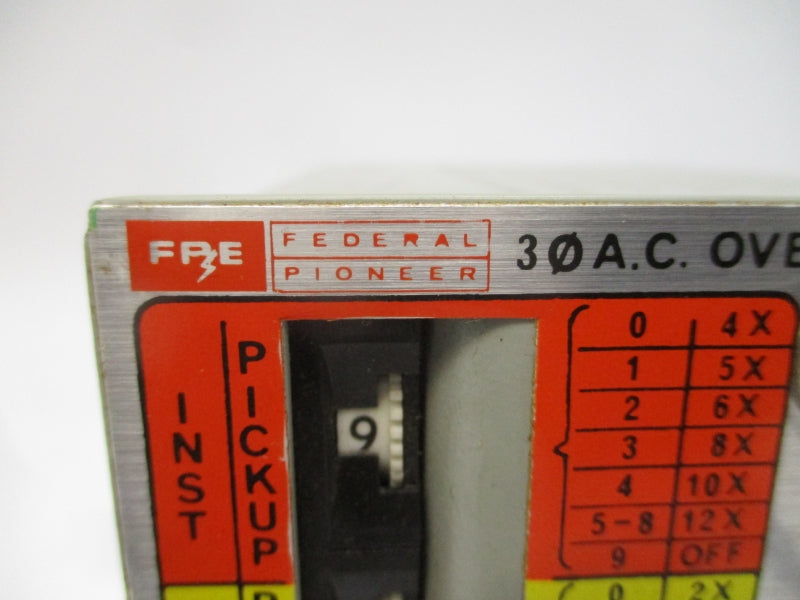 FPE
FEDERAL
PIONEER
3Ø A.C. OVE
INST
PICKUP
9
0 4X
1 5X
2 6X
3 8X
4 10X
5-8 12X
9 OFF
0 2X